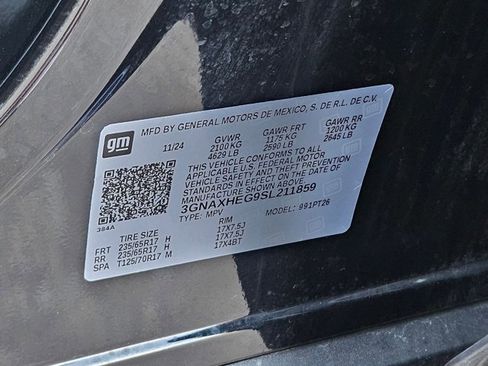 gm
MFD BY GENERAL MOTORS DE MEXICO, S. DE R.L. DE C.V.
11/24 GVWR GAWR FRT GAWR RR
2100 KG 1175 KG 1200 KG
4629 LB 2590 LB 2645 LB
THIS VEHICLE CONFORMS TO ALL
APPLICABLE U.S. FEDERAL MOTOR
VEHICLE SAFETY AND THEFT PREVENTION
STANDARDS IN EFFECT ON THE DATE OF
MANUFACTURE SHOWN ABOVE.
3GNAXHEG9SL211859
TYPE: MPV MODEL: 991PT26
384A
TIRE SIZE RIM
FRT 235/65R17 H 17X7.5J
RR 235/65R17 H 17X7.5J
SPA T125/70R17 M 17X4BT